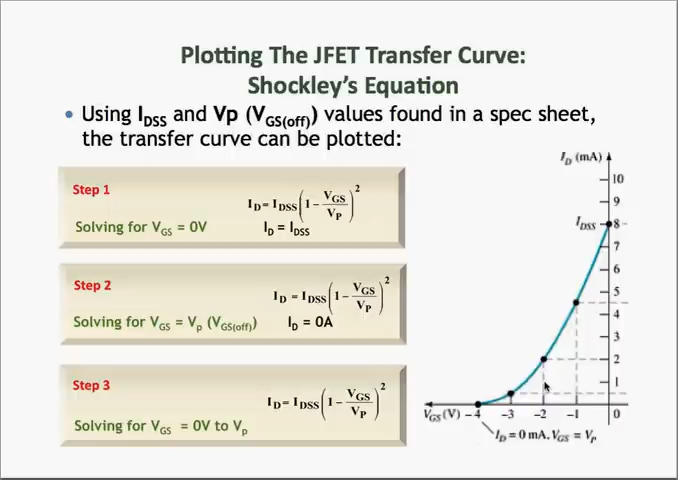 Plotting The JFET Transfer Curve:
Shockley's Equation
• Using I_DSS and Vp (V_GS(off)) values found in a spec sheet,
the transfer curve can be plotted:
Step 1
I_D = I_DSS (1 − V_GS/V_P)²
Solving for V_GS = 0V I_D = I_DSS
Step 2
I_D = I_DSS (1 − V_GS/V_P)²
Solving for V_GS = V_p (V_GS(off)) I_D = 0A
Step 3
I_D = I_DSS (1 − V_GS/V_P)²
Solving for V_GS = 0V to V_p
I_D (mA)
10
9
I_DSS 8
7
6
5
4
3
2
1
V_GS (V) −4 −3 −2 −1 0
I_D = 0 mA, V_GS = V_P